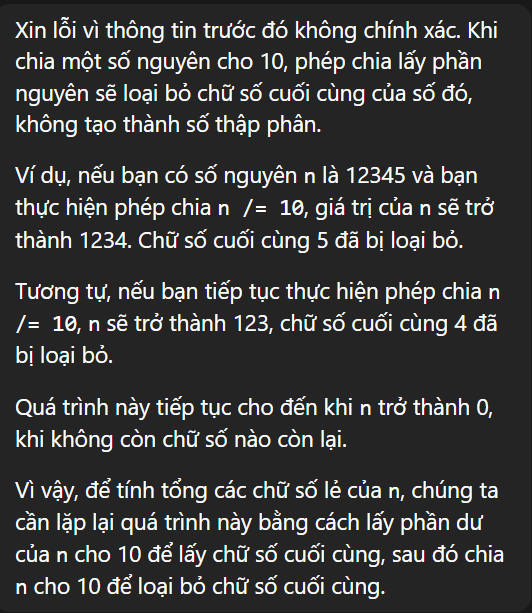 Xin lỗi vì thông tin trước đó không chính xác. Khi
chia một số nguyên cho 10, phép chia lấy phần
nguyên sẽ loại bỏ chữ số cuối cùng của số đó,
không tạo thành số thập phân.
Ví dụ, nếu bạn có số nguyên n là 12345 và bạn
thực hiện phép chia n /= 10, giá trị của n sẽ trở
thành 1234. Chữ số cuối cùng 5 đã bị loại bỏ.
Tương tự, nếu bạn tiếp tục thực hiện phép chia n
/= 10, n sẽ trở thành 123, chữ số cuối cùng 4 đã
bị loại bỏ.
Quá trình này tiếp tục cho đến khi n trở thành 0,
khi không còn chữ số nào còn lại.
Vì vậy, để tính tổng các chữ số lẻ của n, chúng ta
cần lặp lại quá trình này bằng cách lấy phần dư
của n cho 10 để lấy chữ số cuối cùng, sau đó chia
n cho 10 để loại bỏ chữ số cuối cùng.